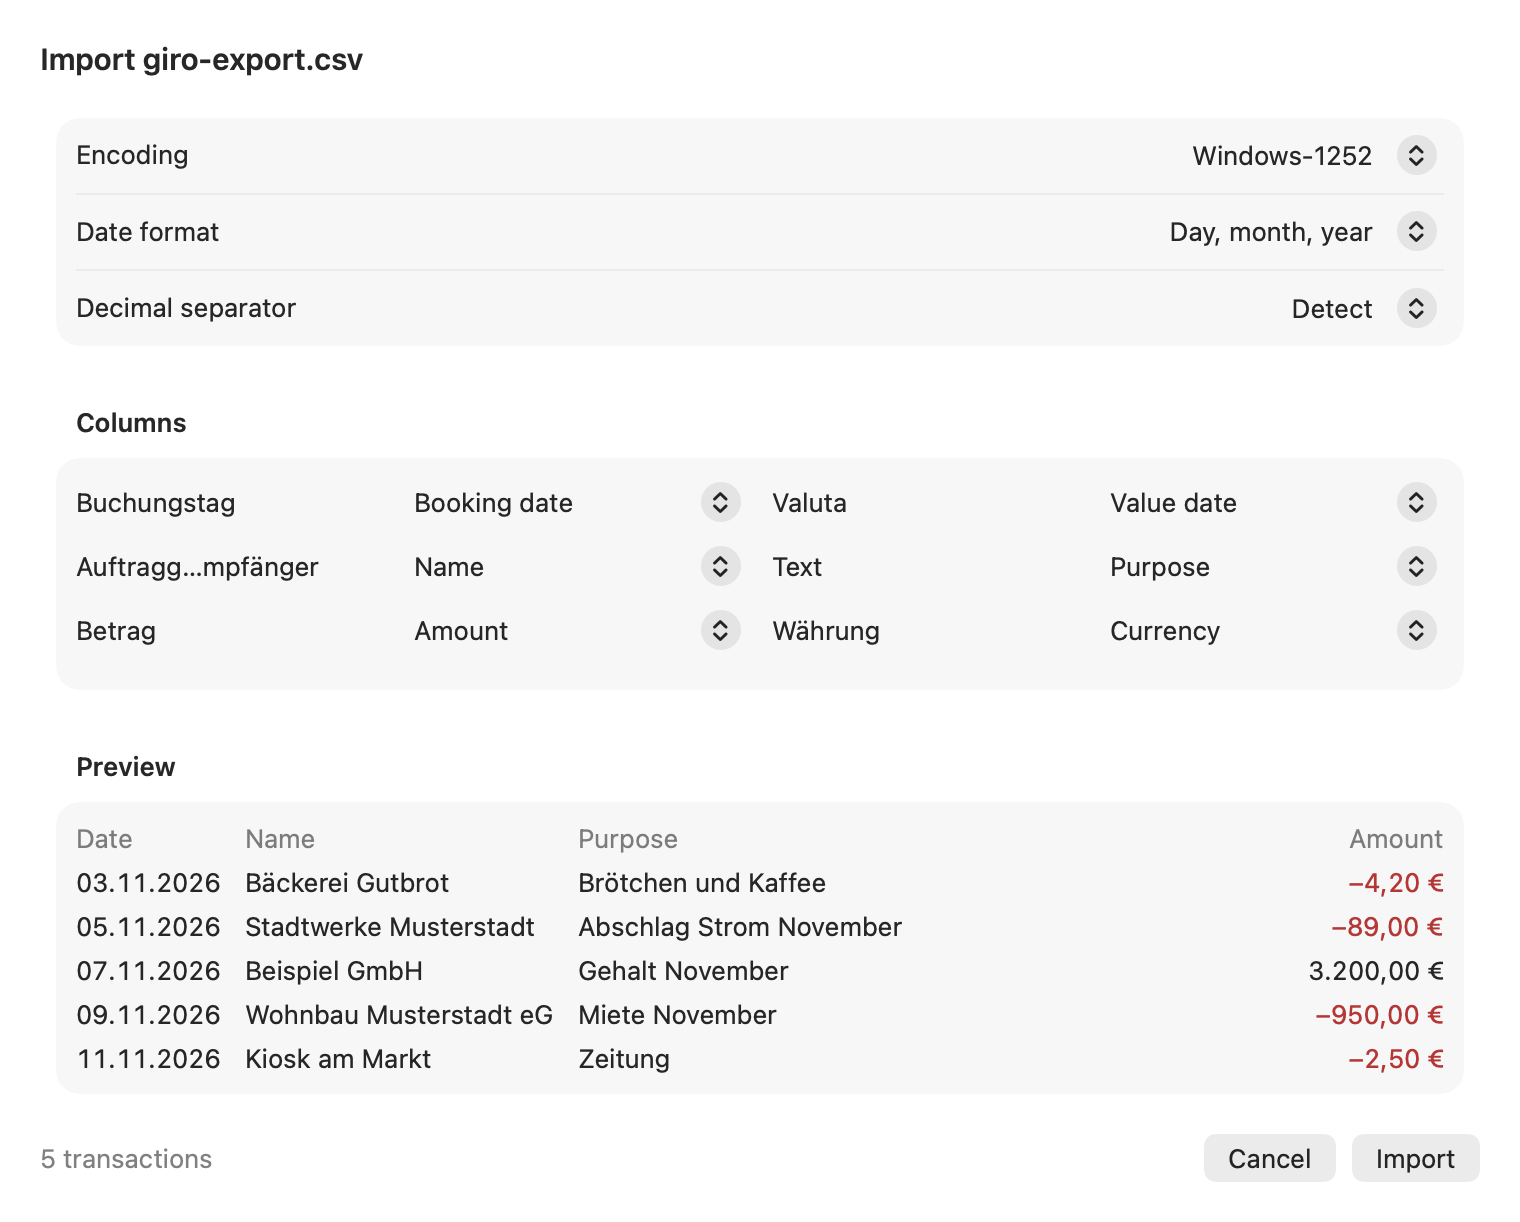 Import giro-export.csv
Encoding Windows-1252
Date format Day, month, year
Decimal separator Detect
Columns
Buchungstag Booking date Valuta Value date
Auftragg...mpfänger Name Text Purpose
Betrag Amount Währung Currency
Preview
Date Name Purpose Amount
03.11.2026 Bäckerei Gutbrot Brötchen und Kaffee –4,20 €
05.11.2026 Stadtwerke Musterstadt Abschlag Strom November –89,00 €
07.11.2026 Beispiel GmbH Gehalt November 3.200,00 €
09.11.2026 Wohnbau Musterstadt eG Miete November –950,00 €
11.11.2026 Kiosk am Markt Zeitung –2,50 €
5 transactions Cancel Import